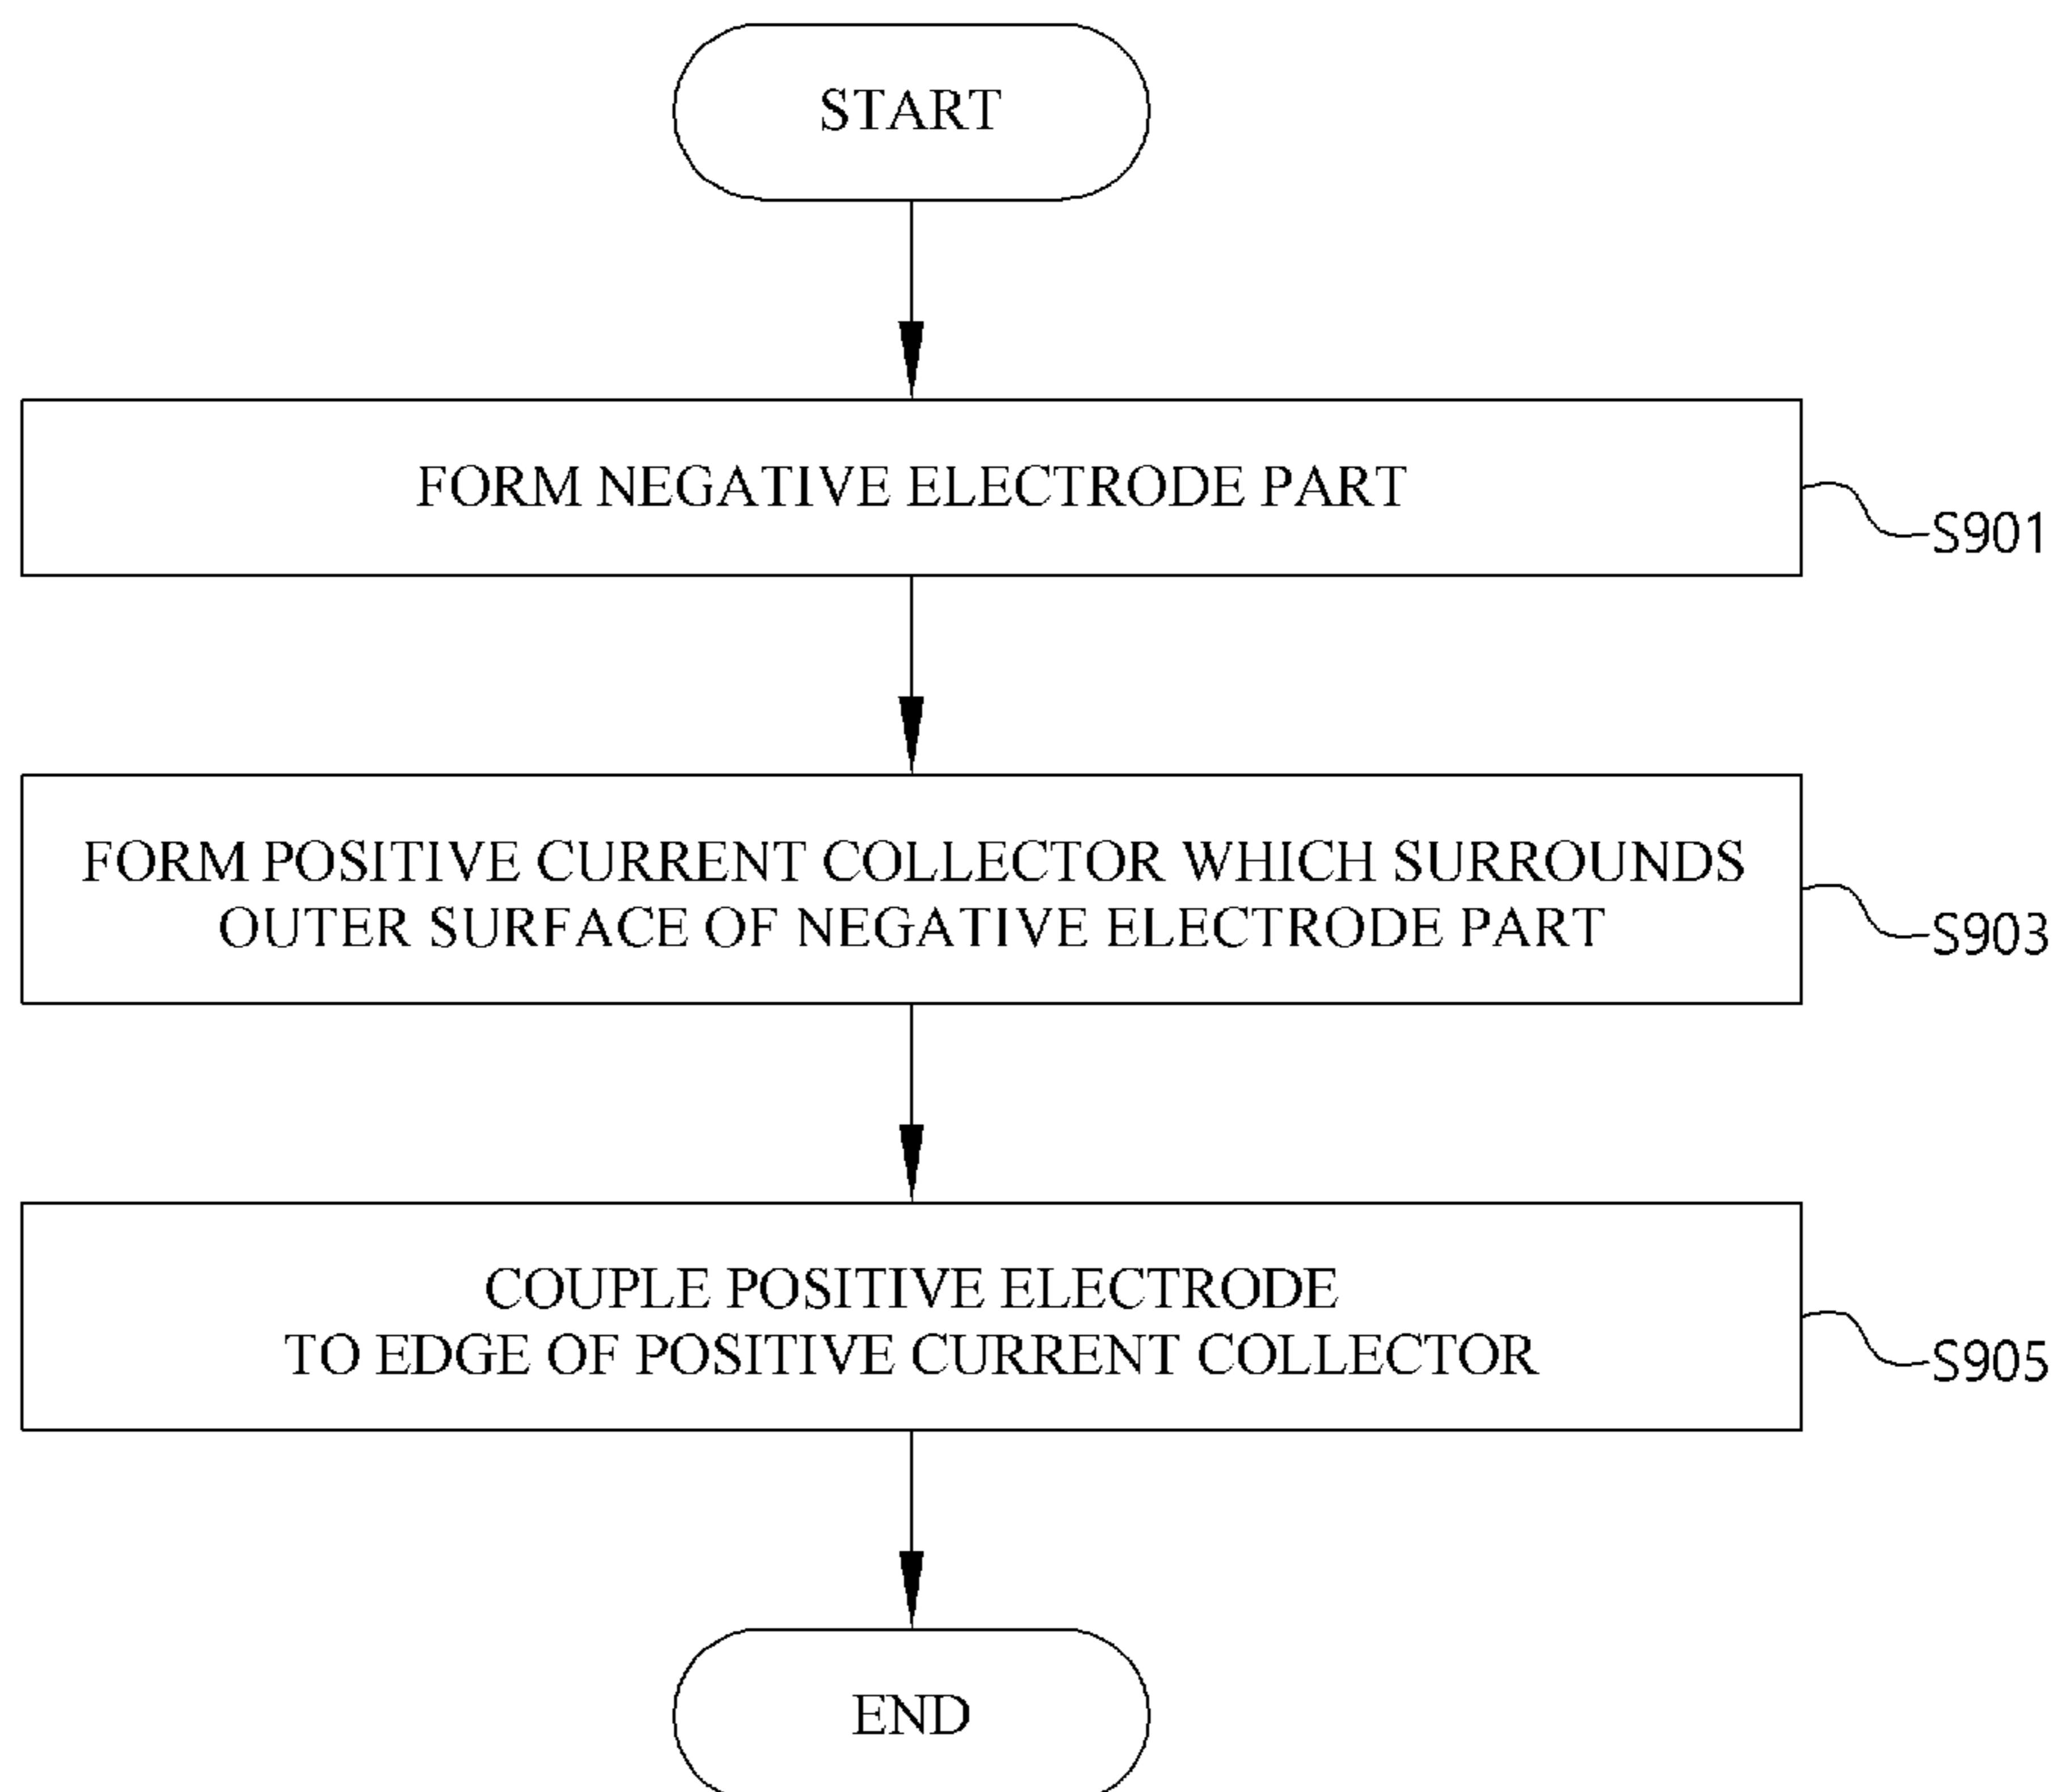 START
FORM NEGATIVE ELECTRODE PART
S901
FORM POSITIVE CURRENT COLLECTOR WHICH SURROUNDS
OUTER SURFACE OF NEGATIVE ELECTRODE PART
S903
COUPLE POSITIVE ELECTRODE
TO EDGE OF POSITIVE CURRENT COLLECTOR
S905
END